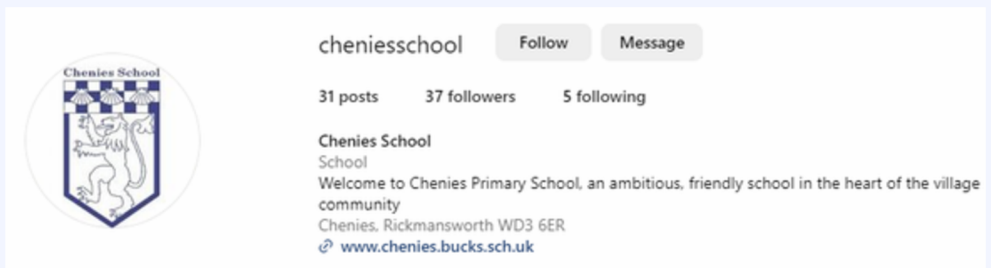 Chenies School
cheniesschool Follow Message
31 posts 37 followers 5 following
Chenies School
School
Welcome to Chenies Primary School, an ambitious, friendly school in the heart of the village
community
Chenies, Rickmansworth WD3 6ER
www.chenies.bucks.sch.uk